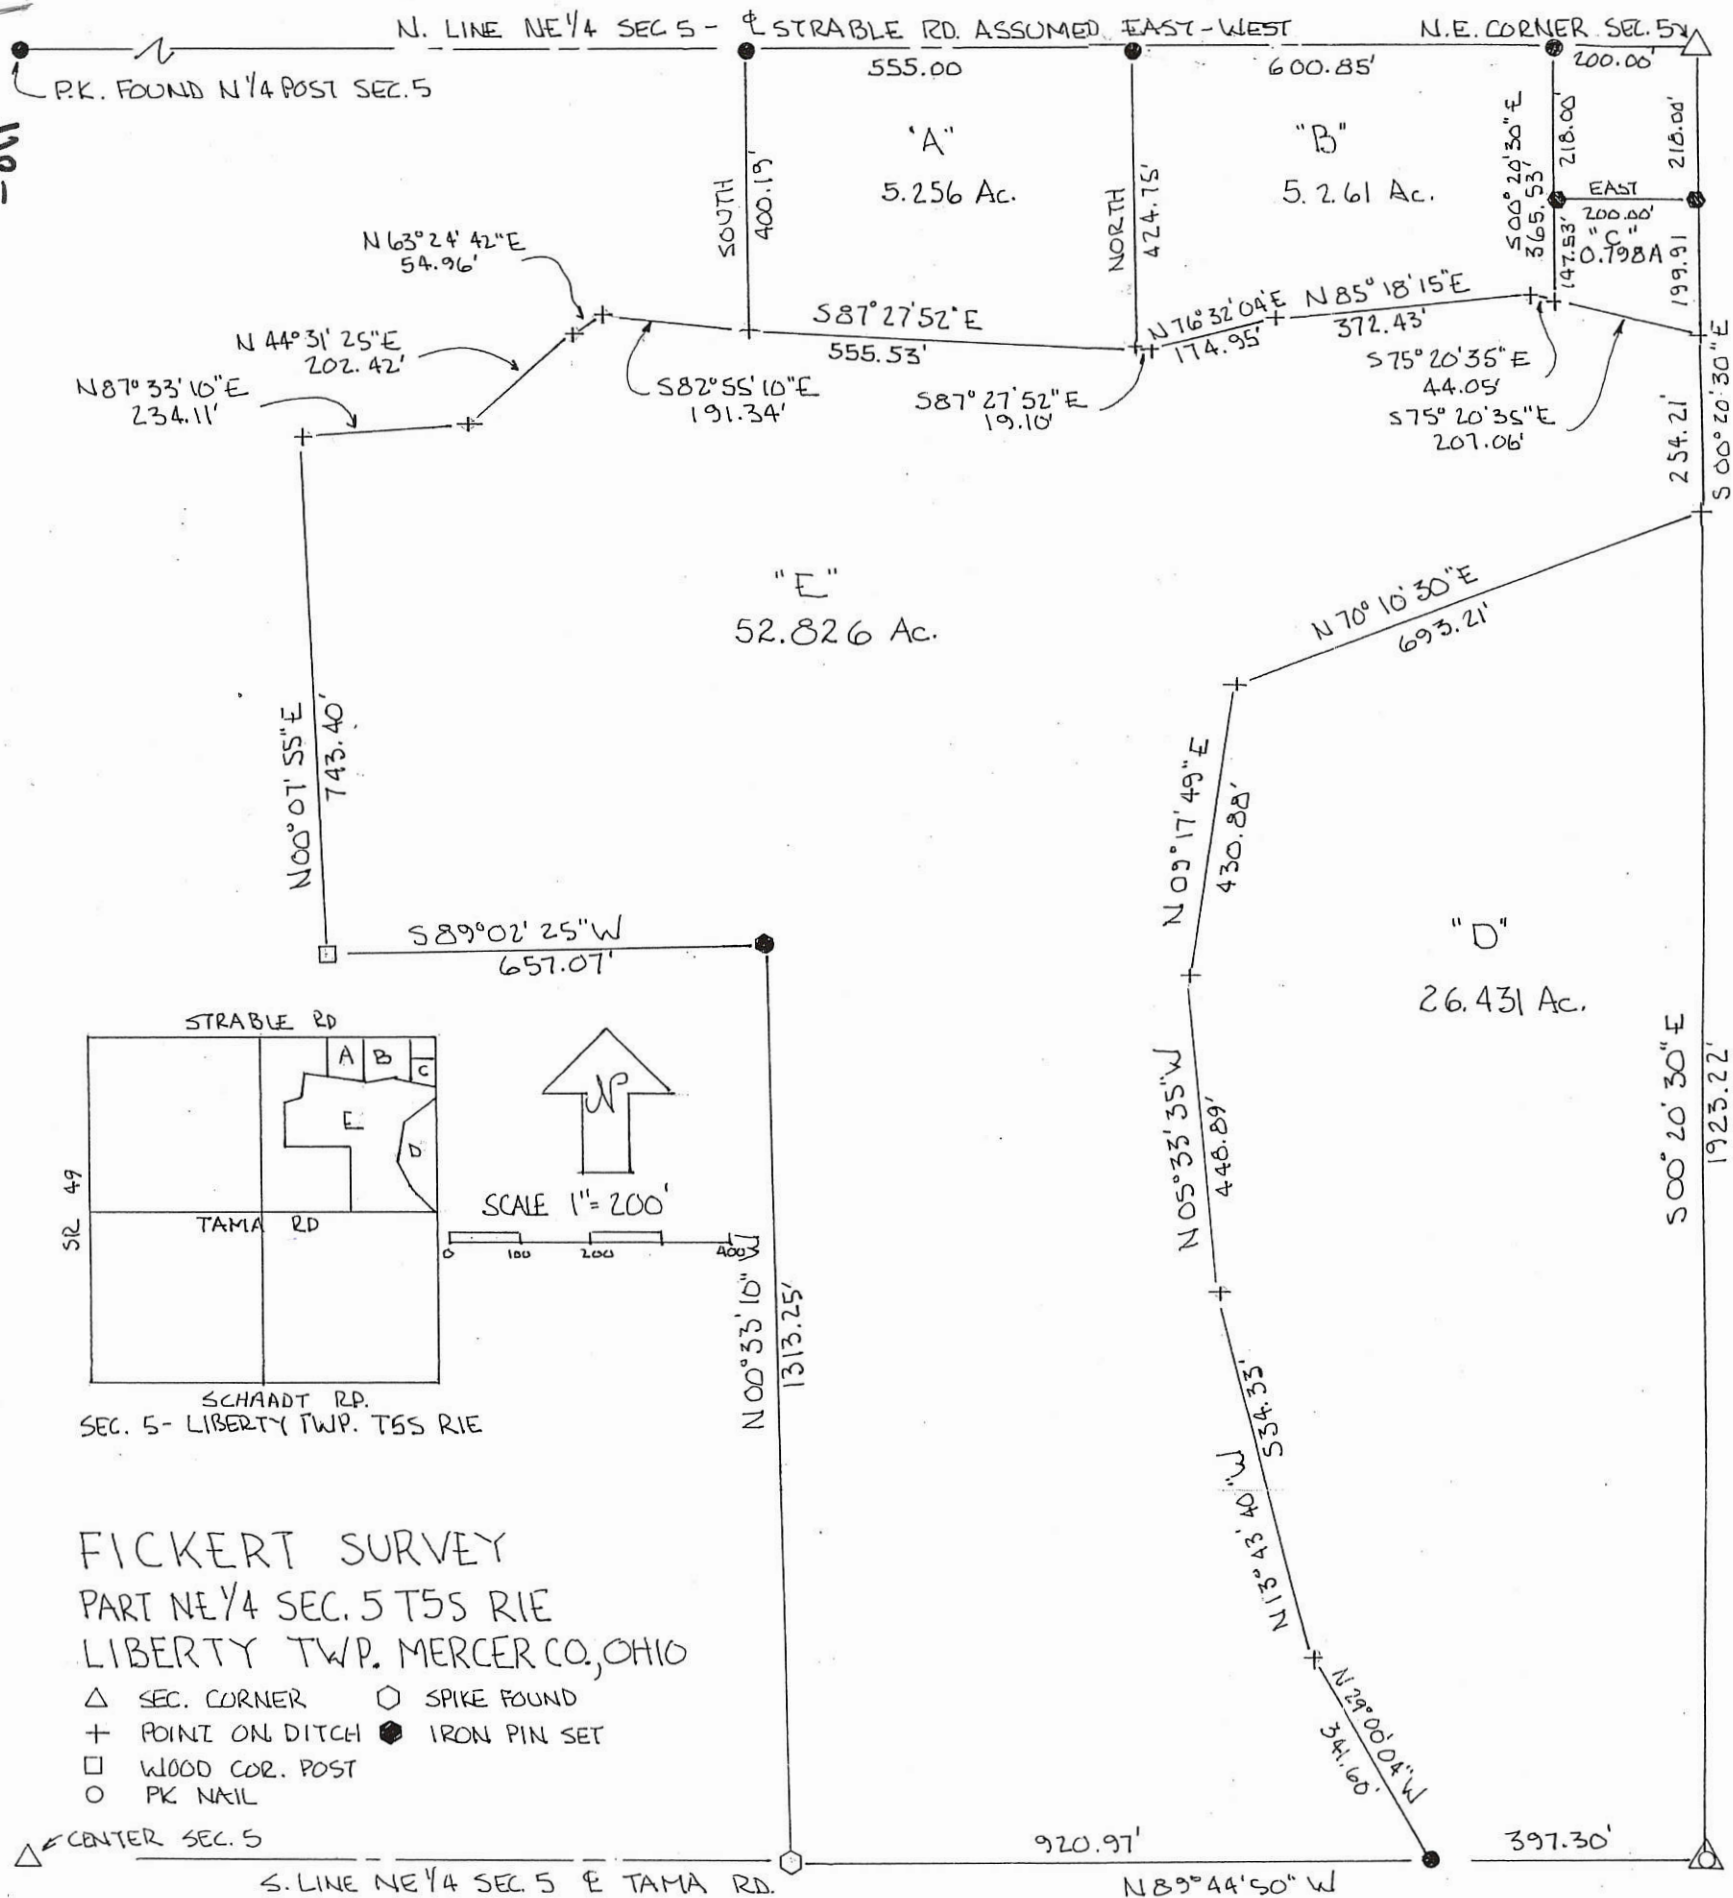 N. LINE NE 1/4 SEC 5 - ℄ STRABLE RD. ASSUMED EAST-WEST
N.E. CORNER SEC. 5
P.K. FOUND N 1/4 POST SEC. 5
555.00
600.85'
200.00'
"A"
5.256 Ac.
"B"
5.261 Ac.
SOUTH
400.19'
NORTH
424.75'
S00°20'30"E
365.53'
218.00'
147.53'
218.00'
EAST
200.00'
"C"
0.798A
199.91
N63°24'42"E
54.96'
N 44°31'25"E
202.42'
N87°33'10"E
234.11'
S82°55'10"E
191.34'
S87°27'52"E
555.53'
S87°27'52"E
19.10'
N76°32'04"E
174.95'
N85°18'15"E
372.43'
S75°20'35"E
44.05'
S75°20'35"E
207.06'
254.21'
S00°20'30"E
"E"
52.826 Ac.
N70°10'30"E
693.21'
N00°07'55"E
743.40'
N09°17'49"E
430.88'
S89°02'25"W
657.07'
"D"
26.431 Ac.
STRABLE RD
A
B
C
E
D
SR 49
TAMA RD
SCHAADT RD.
SEC. 5- LIBERTY TWP. T5S R1E
N
SCALE 1"=200'
0 100 200 400
N05°33'35"W
448.89'
S00°20'30"E
1923.22'
N00°33'10"W
1313.25'
N13°43'40"W
534.33'
N29°00'04"W
341.60'
FICKERT SURVEY
PART NE 1/4 SEC. 5 T5S R1E
LIBERTY TWP. MERCER CO., OHIO
SEC. CORNER
SPIKE FOUND
POINT ON DITCH
IRON PIN SET
WOOD COR. POST
PK NAIL
CENTER SEC. 5
S. LINE NE 1/4 SEC. 5 ℄ TAMA RD.
920.97'
397.30'
N89°44'50"W